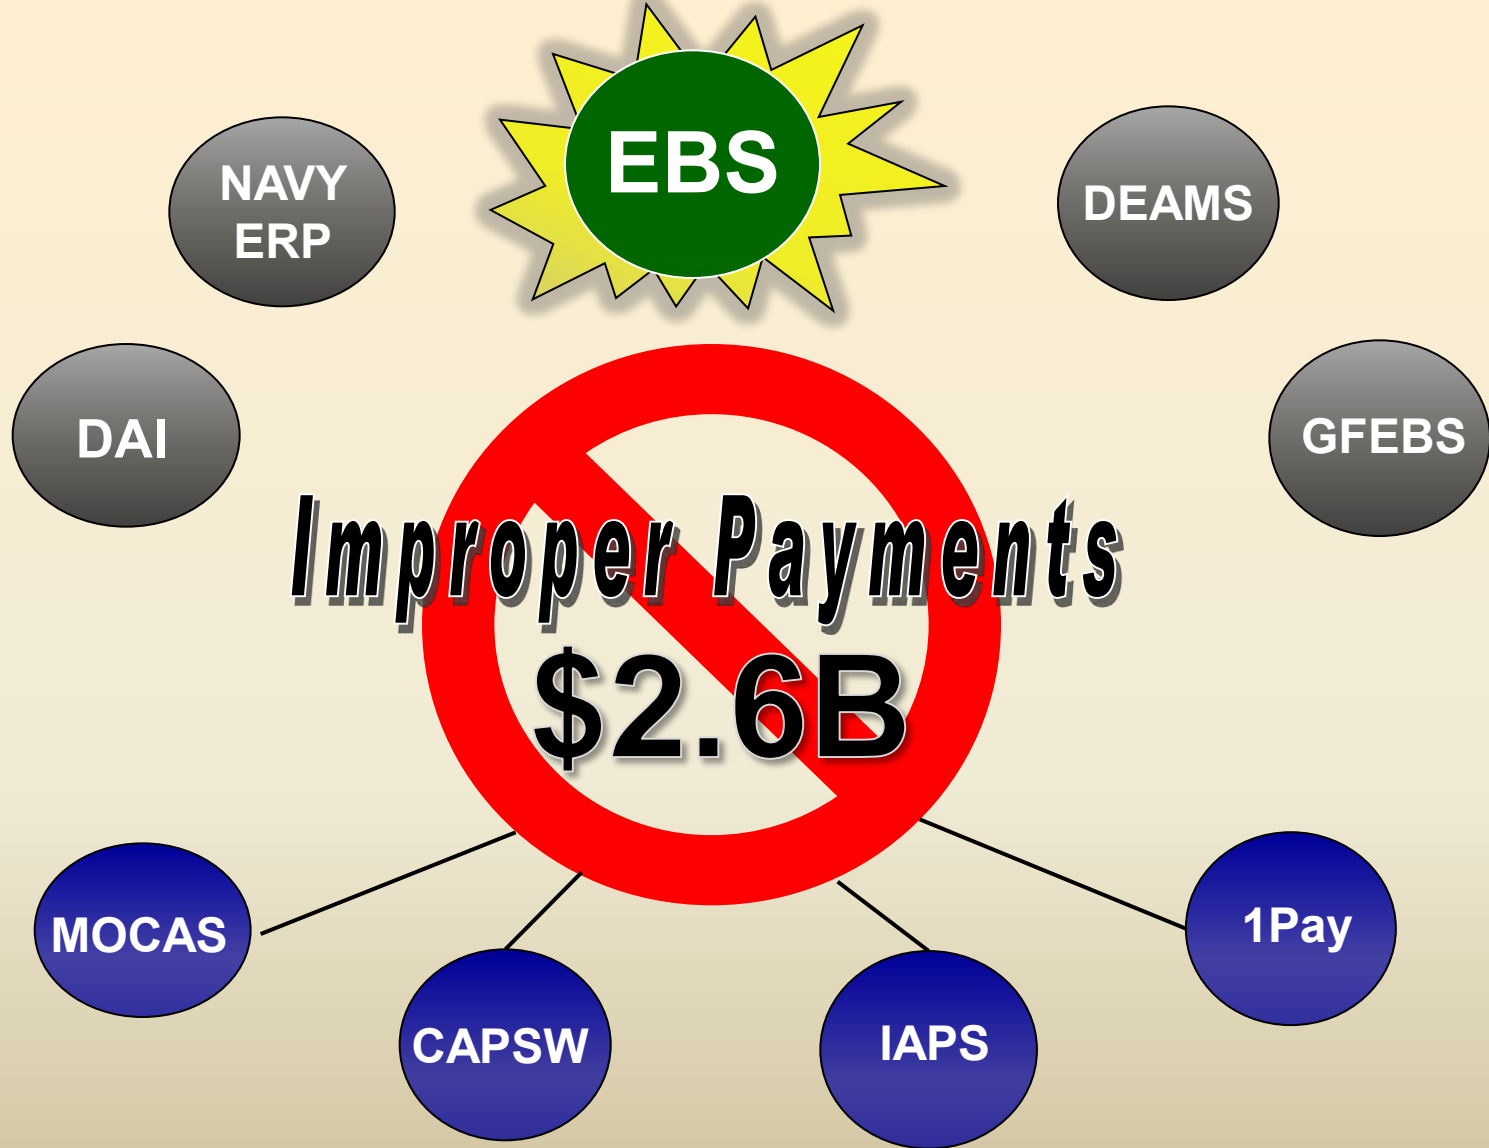 EBS
NAVY
ERP
DEAMS
DAI
GFEBS
Improper Payments
$2.6B
MOCAS
1Pay
CAPSW
IAPS